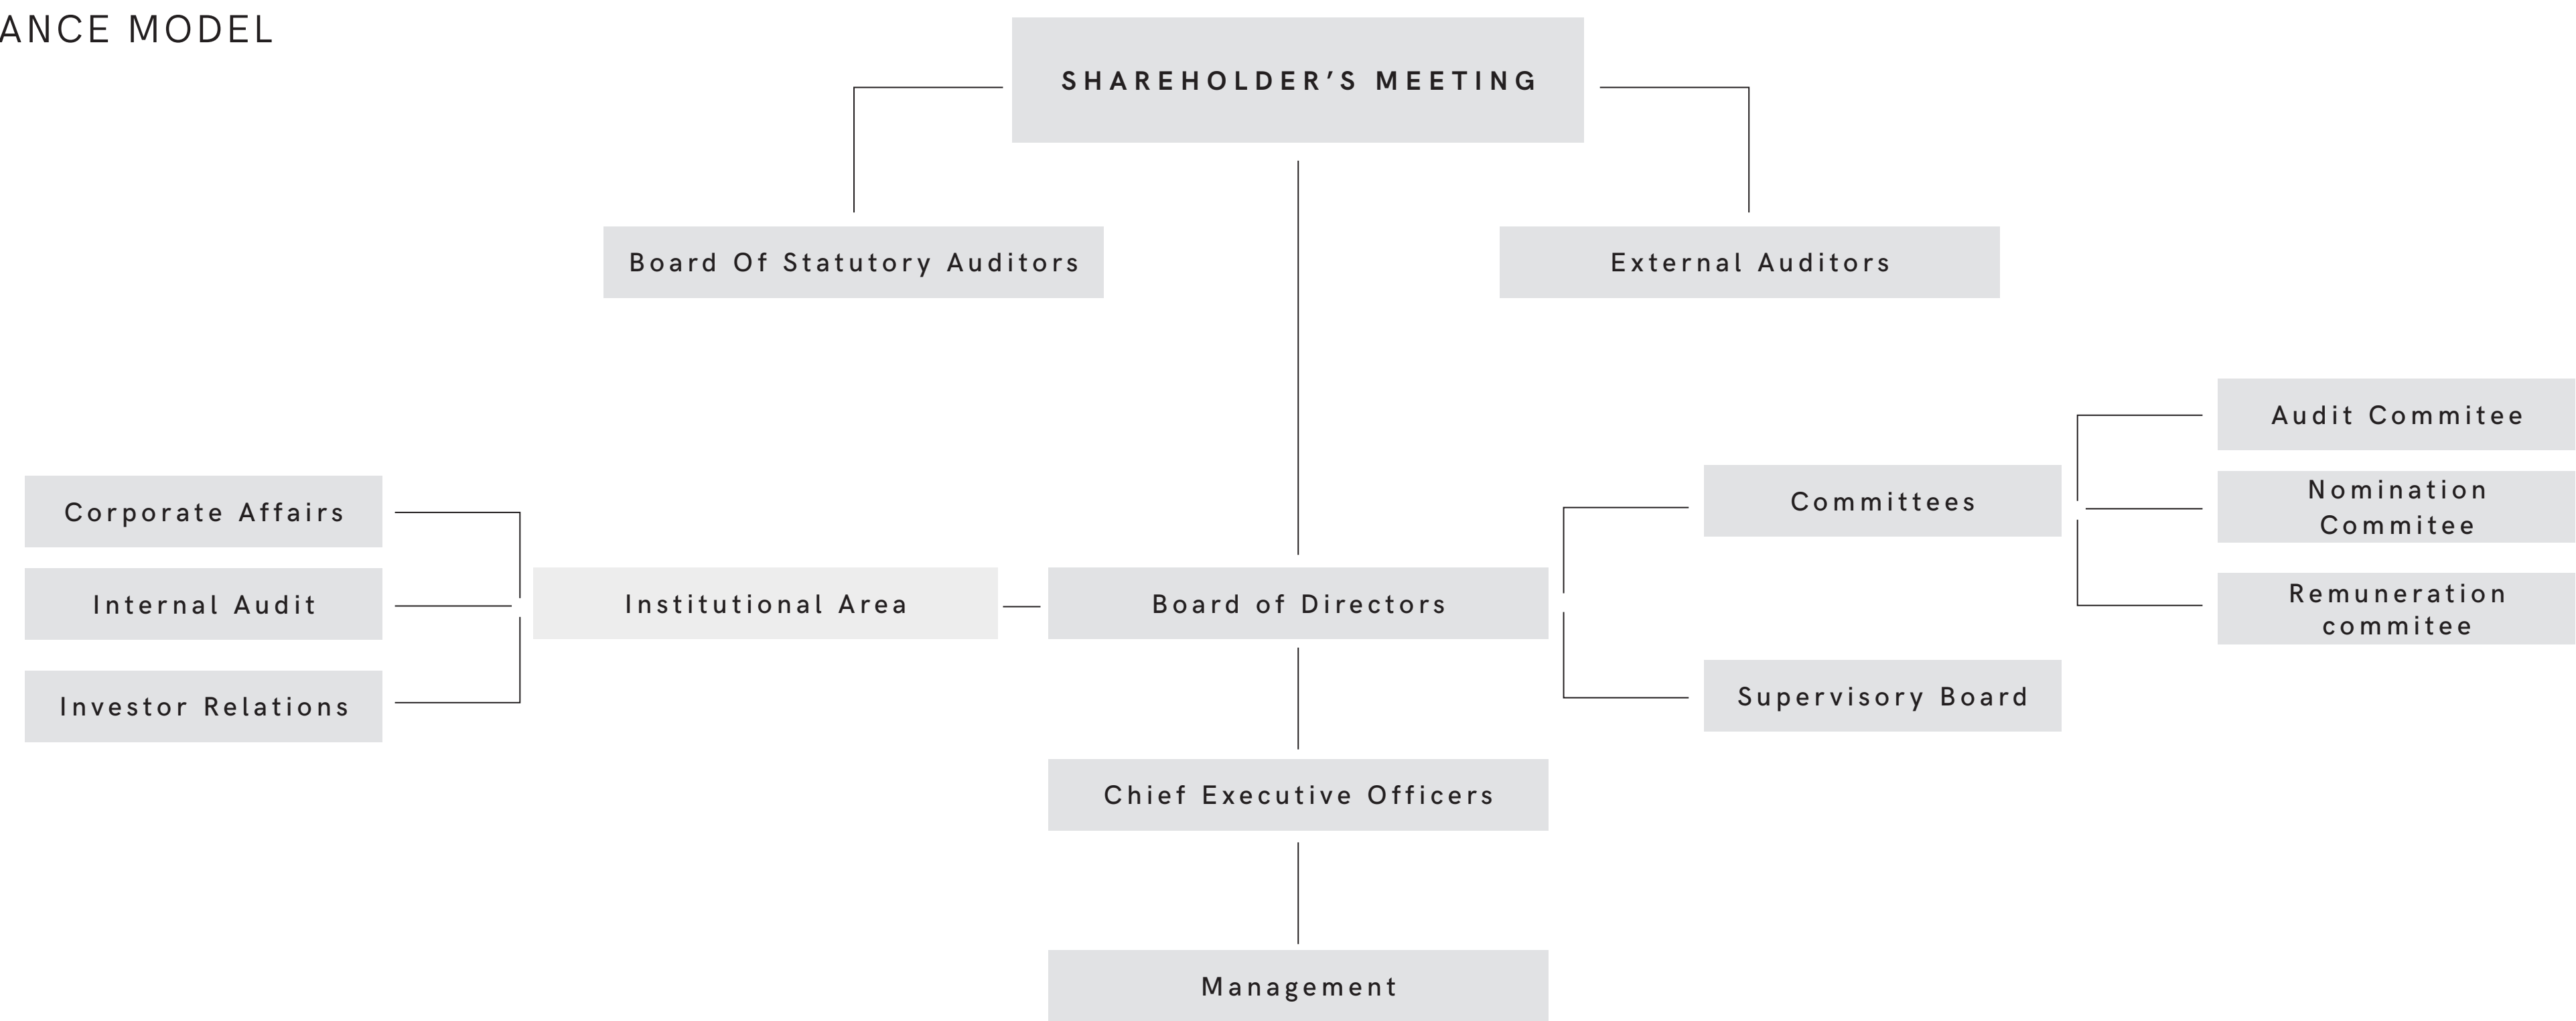 ANCE MODEL
SHAREHOLDER’S MEETING
Board Of Statutory Auditors
External Auditors
Audit Commitee
Nomination
Commitee
Remuneration
commitee
Committees
Supervisory Board
Corporate Affairs
Internal Audit
Investor Relations
Institutional Area
Board of Directors
Chief Executive Officers
Management